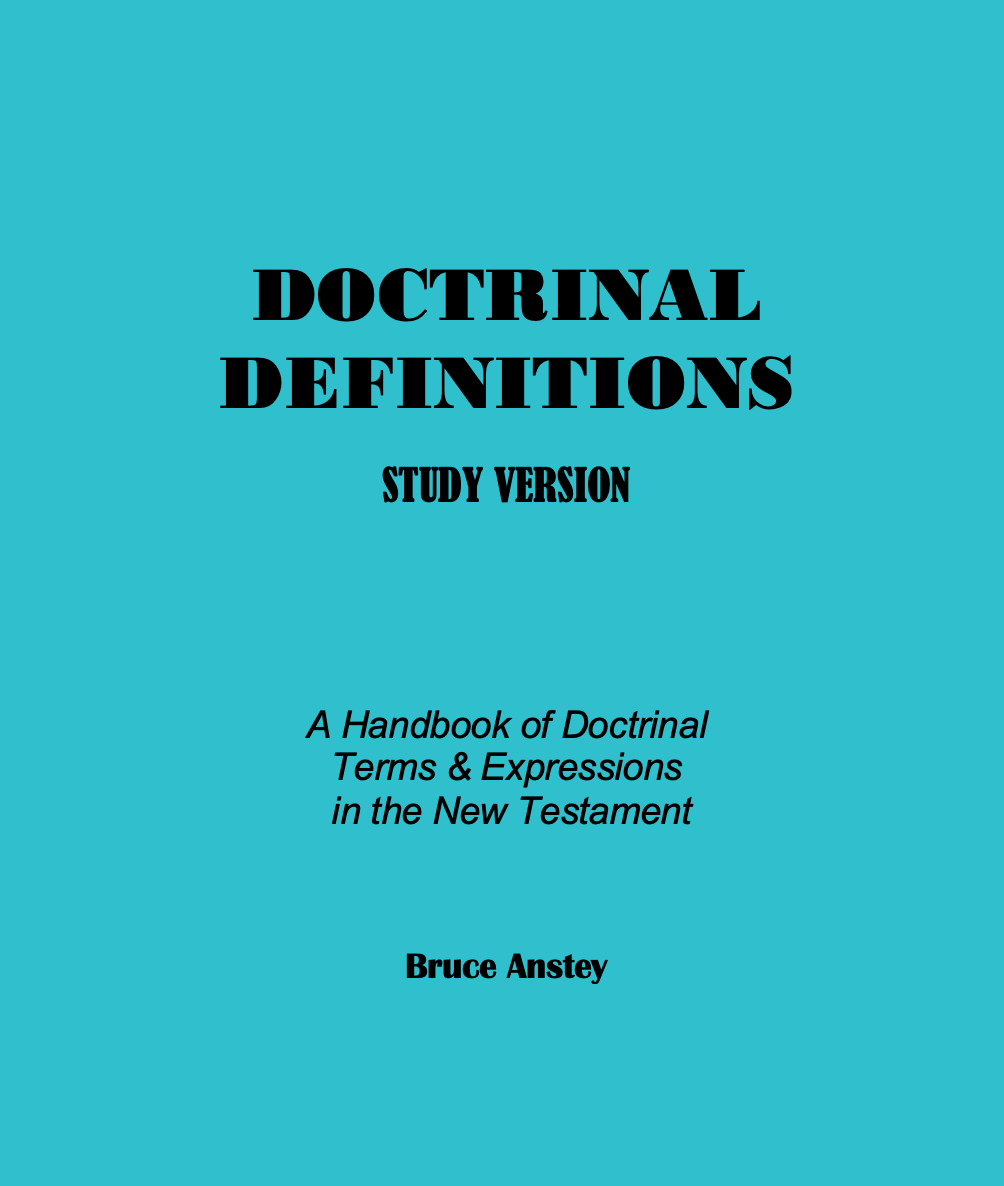 DOCTRINAL
DEFINITIONS
STUDY VERSION
A Handbook of Doctrinal
Terms & Expressions
in the New Testament
Bruce Anstey